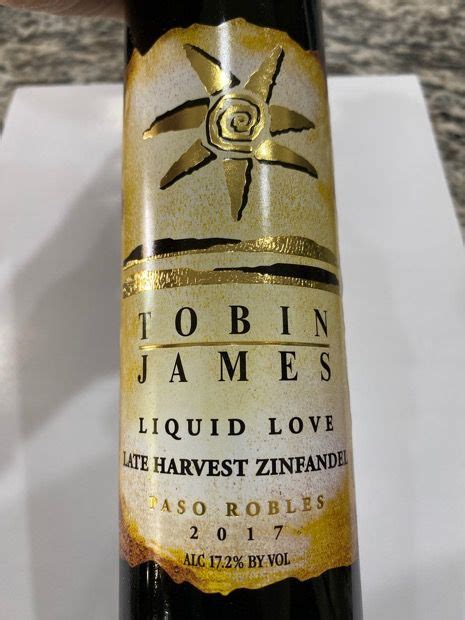 TOBIN
JAMES
LIQUID LOVE
LATE HARVEST ZINFANDEL
PASO ROBLES
2017
ALC 17.2% BY VOL